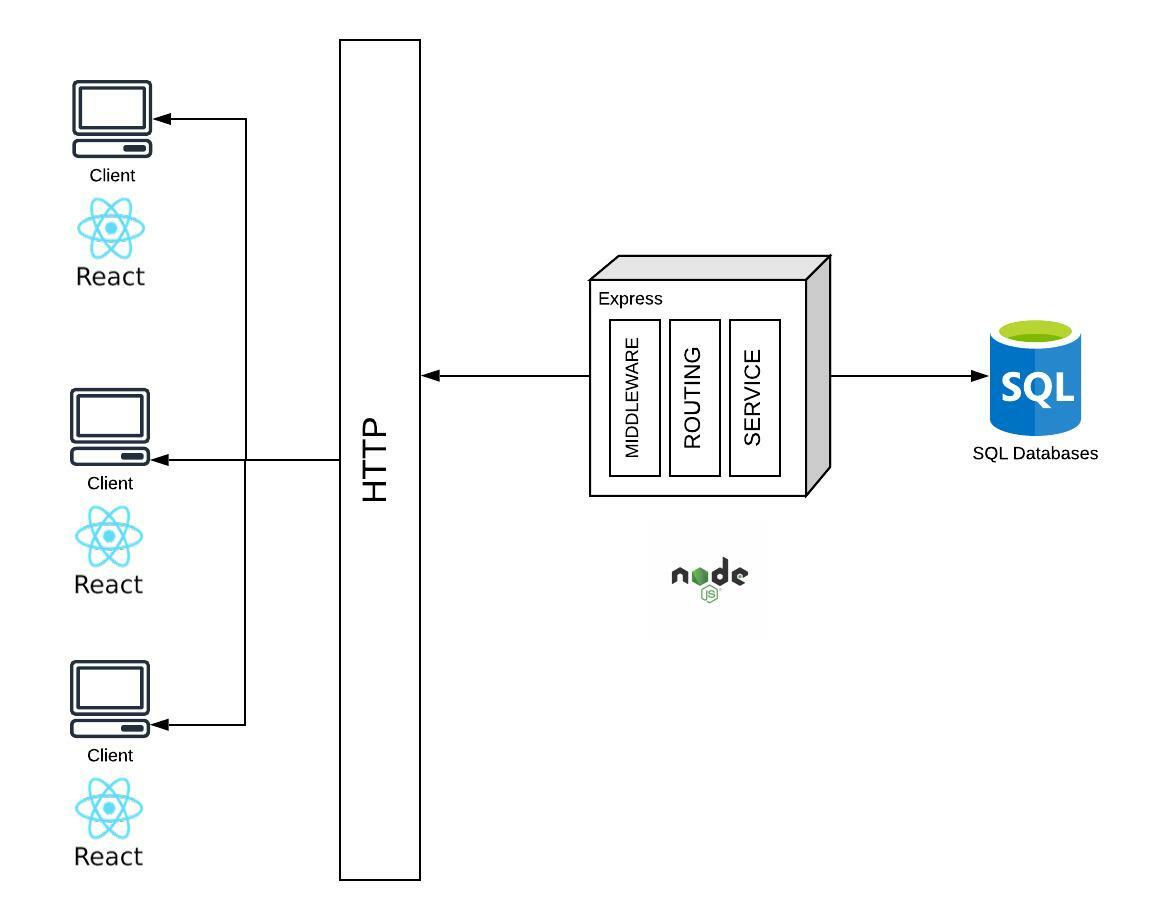 Client
React
Client
React
Client
React
HTTP
Express
MIDDLEWARE
ROUTING
SERVICE
node
JS
SQL
SQL Databases